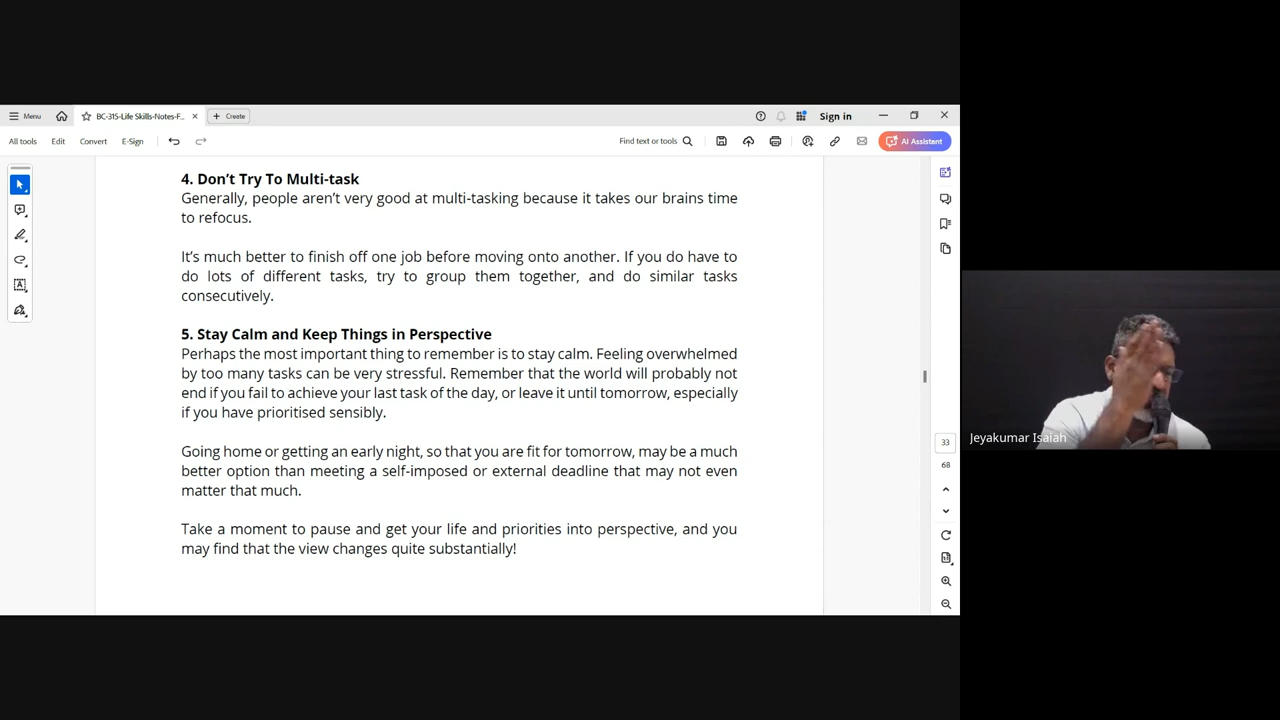 Menu
BC-315-Life Skills-Notes-F...
Create
Sign in
All tools
Edit
Convert
E-Sign
Find text or tools
AI Assistant
4. Don’t Try To Multi-task
Generally, people aren’t very good at multi-tasking because it takes our brains time
to refocus.
It’s much better to finish off one job before moving onto another. If you do have to
do lots of different tasks, try to group them together, and do similar tasks
consecutively.
5. Stay Calm and Keep Things in Perspective
Perhaps the most important thing to remember is to stay calm. Feeling overwhelmed
by too many tasks can be very stressful. Remember that the world will probably not
end if you fail to achieve your last task of the day, or leave it until tomorrow, especially
if you have prioritised sensibly.
Going home or getting an early night, so that you are fit for tomorrow, may be a much
better option than meeting a self-imposed or external deadline that may not even
matter that much.
Take a moment to pause and get your life and priorities into perspective, and you
may find that the view changes quite substantially!
33
68
Jeyakumar Isaiah